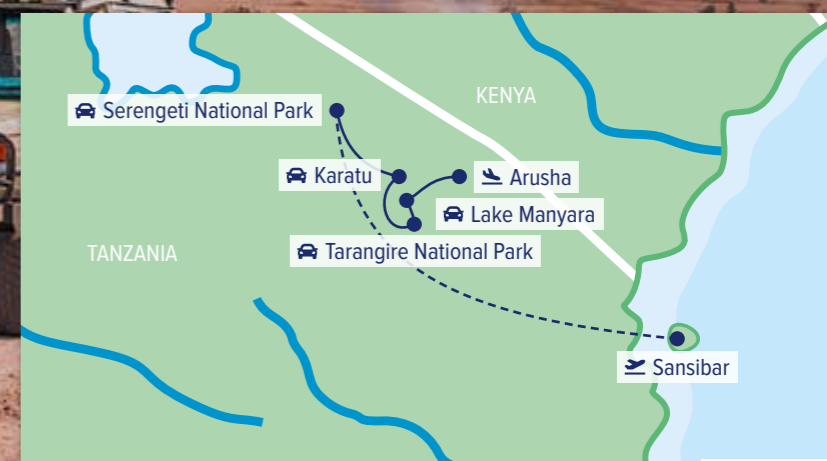 KENYA
Serengeti National Park
Karatu
Arusha
Lake Manyara
TANZANIA
Tarangire National Park
Sansibar